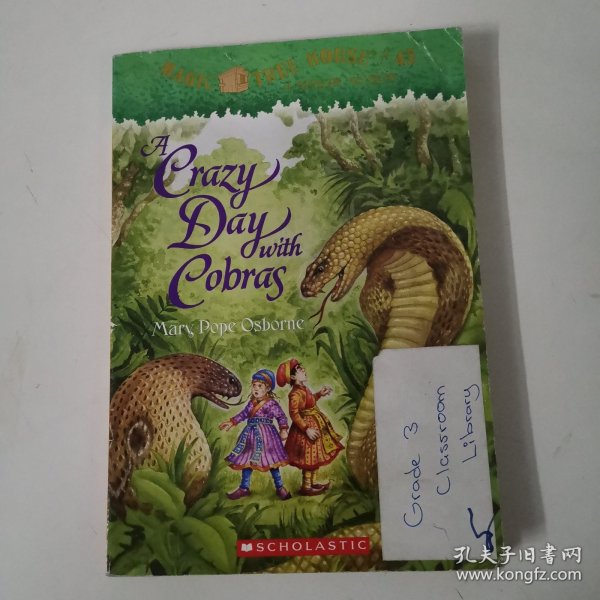 MAGIC TREE HOUSE #45
A
Crazy
Day
with
Cobras
Mary Pope Osborne
Grade 3
Classroom
Library
SCHOLASTIC
孔夫子旧书网
www.kongfz.com